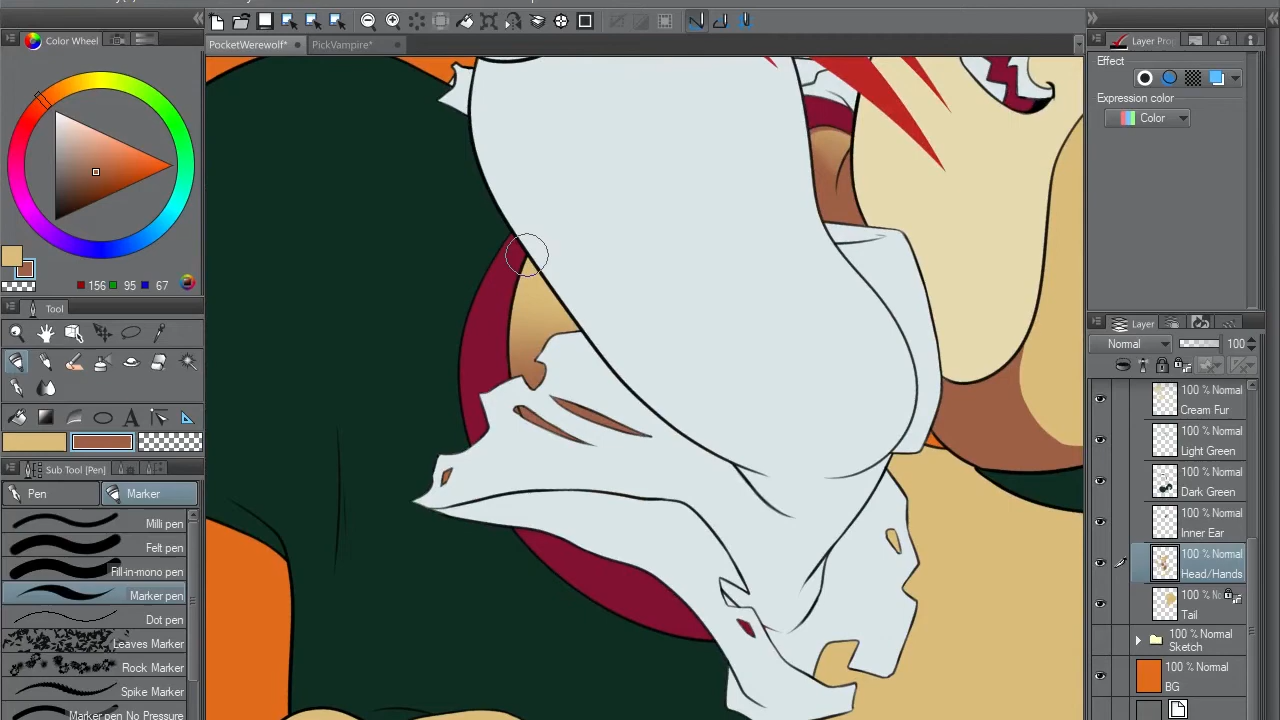 PocketWerewolf*
PickVampire*
Color Wheel
156
95
67
Tool
Sub Tool [Pen]
Pen
Marker
Milli pen
Felt pen
Fill-in-mono pen
Marker pen
Dot pen
Leaves Marker
Rock Marker
Spike Marker
Marker pen No Pressure
Layer Prop
Effect
Expression color
Color
Layer
Normal
100
100 % Normal
Cream Fur
100 % Normal
Light Green
100 % Normal
Dark Green
100 % Normal
Inner Ear
100 % Normal
Head/Hands
100 % No
Tail
100 % Normal
Sketch
100 % Normal
BG